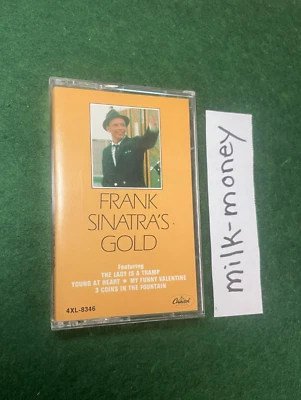 FRANK
SINATRA'S
GOLD
Featuring
THE LADY IS A TRAMP
YOUNG AT HEART • MY FUNNY VALENTINE
3 COINS IN THE FOUNTAIN
4XL-8346
Capitol
milk-money